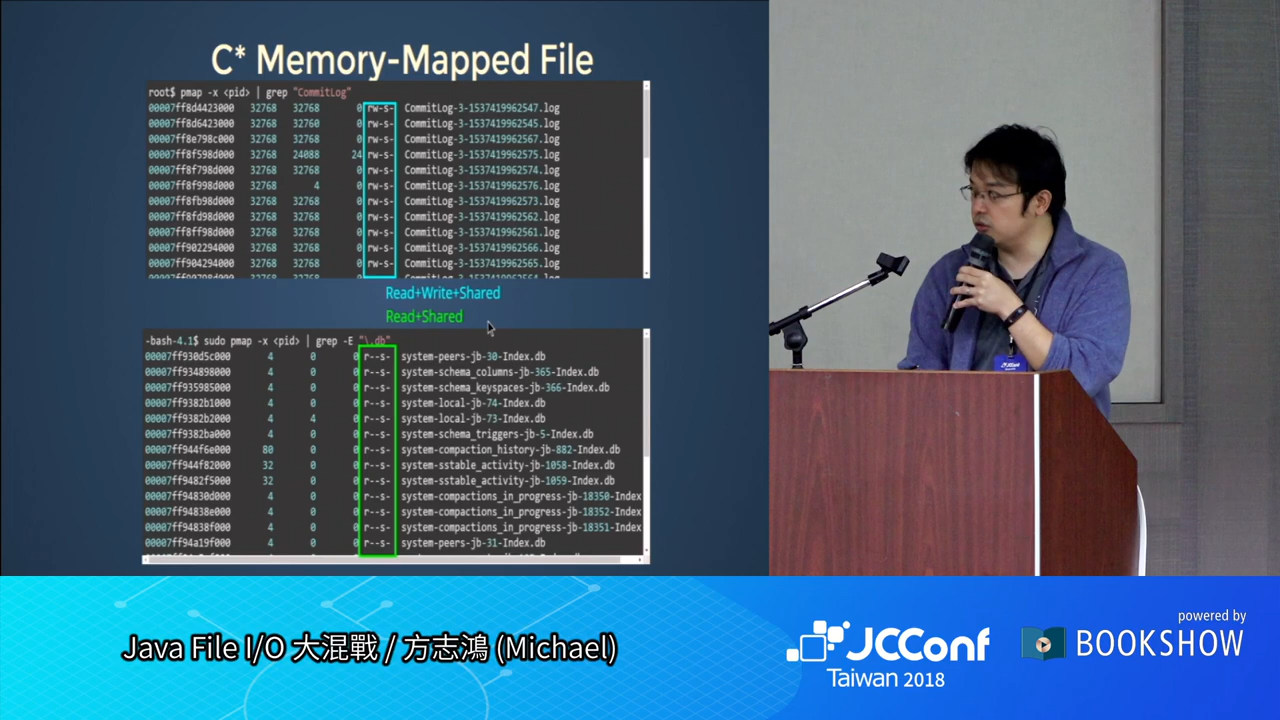 C* Memory-Mapped File
root$ pmap -x <pid> | grep "CommitLog"
00007ff8d4423000 32768 32768 0 rw-s- CommitLog-3-1537419962547.log
00007ff8d6423000 32768 32760 0 rw-s- CommitLog-3-1537419962545.log
00007ff8e798c000 32768 32768 0 rw-s- CommitLog-3-1537419962567.log
00007ff8f598d000 32768 24088 24 rw-s- CommitLog-3-1537419962575.log
00007ff8f798d000 32768 32768 0 rw-s- CommitLog-3-1537419962574.log
00007ff8f998d000 32768 4 0 rw-s- CommitLog-3-1537419962576.log
00007ff8fb98d000 32768 32768 0 rw-s- CommitLog-3-1537419962573.log
00007ff8fd98d000 32768 32768 0 rw-s- CommitLog-3-1537419962562.log
00007ff8ff98d000 32768 32768 0 rw-s- CommitLog-3-1537419962561.log
00007ff902294000 32768 32768 0 rw-s- CommitLog-3-1537419962566.log
00007ff904294000 32768 32768 0 rw-s- CommitLog-3-1537419962565.log
Read+Write+Shared
Read+Shared
-bash-4.1$ sudo pmap -x <pid> | grep -E "\.db"
00007ff930d5c000 4 0 0 r--s- system-peers-jb-30-Index.db
00007ff934898000 4 0 0 r--s- system-schema_columns-jb-365-Index.db
00007ff935985000 4 0 0 r--s- system-schema_keyspaces-jb-366-Index.db
00007ff9382b1000 4 0 0 r--s- system-local-jb-74-Index.db
00007ff9382b2000 4 4 0 r--s- system-local-jb-73-Index.db
00007ff9382ba000 4 0 0 r--s- system-schema_triggers-jb-5-Index.db
00007ff944f6e000 80 0 0 r--s- system-compaction_history-jb-882-Index.db
00007ff944f82000 32 0 0 r--s- system-sstable_activity-jb-1058-Index.db
00007ff9482f5000 32 0 0 r--s- system-sstable_activity-jb-1059-Index.db
00007ff94830d000 4 0 0 r--s- system-compactions_in_progress-jb-18350-Index
00007ff94838e000 4 0 0 r--s- system-compactions_in_progress-jb-18352-Index
00007ff94838f000 4 0 0 r--s- system-compactions_in_progress-jb-18351-Index
00007ff94a19f000 4 0 0 r--s- system-peers-jb-31-Index.db
Java File I/O 大混戰 / 方志鴻 (Michael)
JCConf
Taiwan 2018
powered by
BOOKSHOW